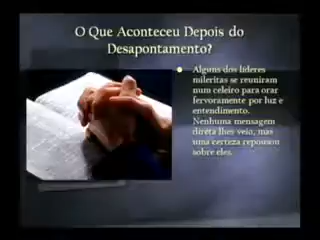 O Que Aconteceu Depois do
Desapontamento?
Alguns dos líderes
mileritas se reuniram
num celeiro para orar
fervorosamente por luz e
entendimento.
Nenhuma mensagem
direta lhes veio, mas
uma certeza repousou
sobre eles.